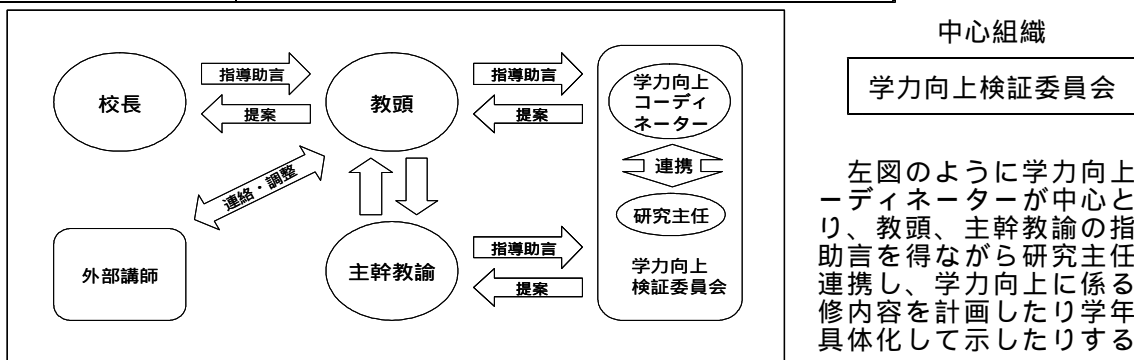 指導助言
校長
提案
教頭
指導助言
提案
学力向上
コーディ
ネーター
連携
研究主任
学力向上
検証委員会
連絡・調整
外部講師
主幹教諭
指導助言
提案
中心組織
学力向上検証委員会
左図のように学力向上
ーディネーターが中心と
り、教頭、主幹教諭の指
助言を得ながら研究主任
連携し、学力向上に係る
修内容を計画したり学年
具体化して示したりする